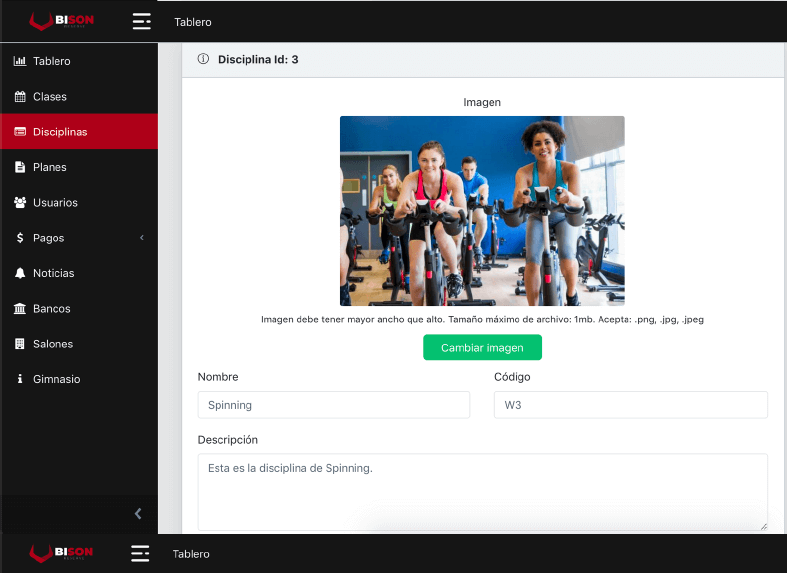 BISON
Tablero
Tablero
Clases
Disciplinas
Planes
Usuarios
Pagos
Noticias
Bancos
Salones
Gimnasio
Disciplina Id: 3
Imagen
Imagen debe tener mayor ancho que alto. Tamaño máximo de archivo: 1mb. Acepta: .png, .jpg, .jpeg
Cambiar imagen
Nombre
Código
Spinning
W3
Descripción
Esta es la disciplina de Spinning.
BISON
Tablero